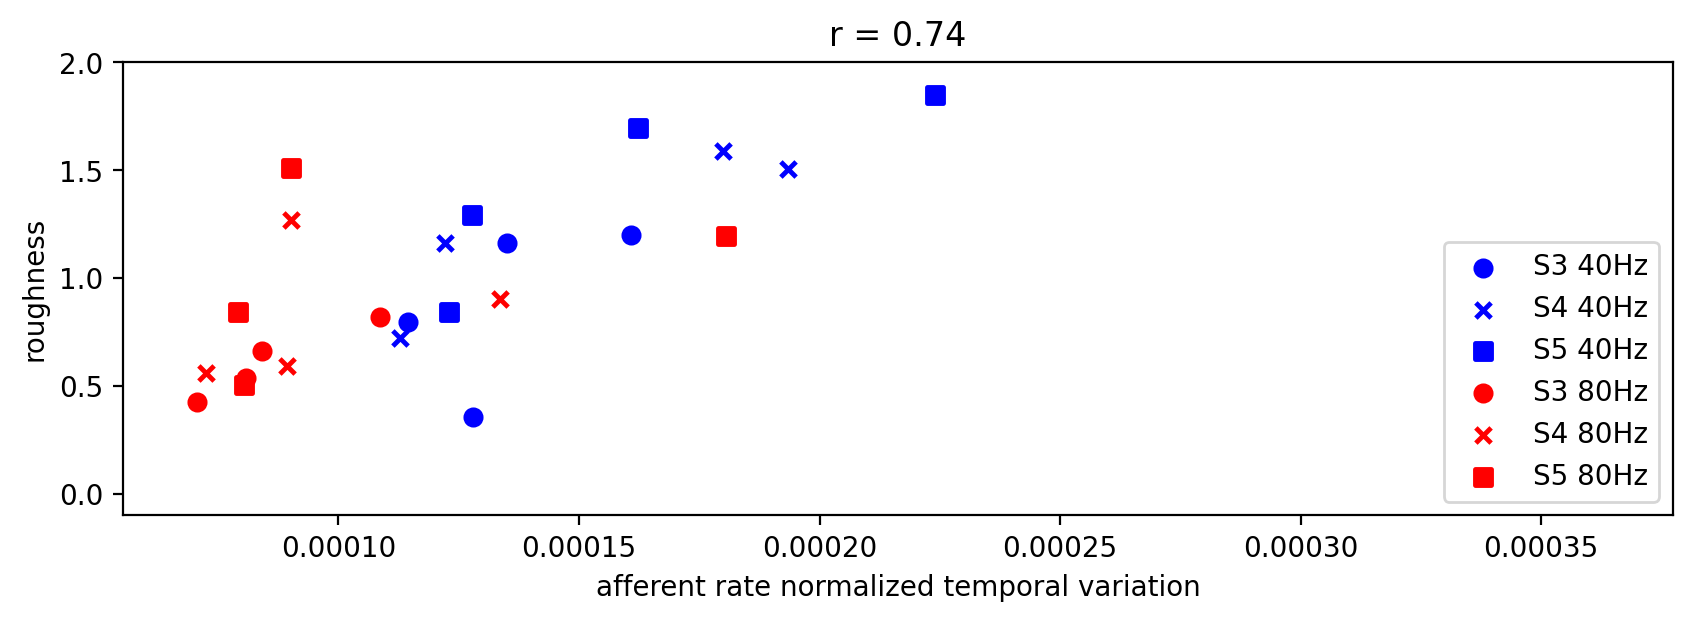 r = 0.74
2.0
1.5
1.0
0.5
0.0
roughness
S3 40Hz
S4 40Hz
S5 40Hz
S3 80Hz
S4 80Hz
S5 80Hz
0.00010 0.00015 0.00020 0.00025 0.00030 0.00035
afferent rate normalized temporal variation